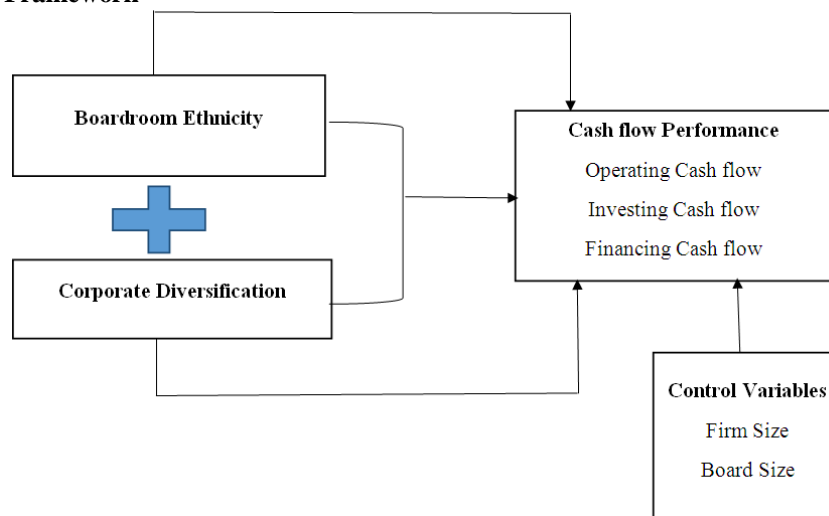 Framework
Boardroom Ethnicity
Corporate Diversification
Cash flow Performance
Operating Cash flow
Investing Cash flow
Financing Cash flow
Control Variables
Firm Size
Board Size